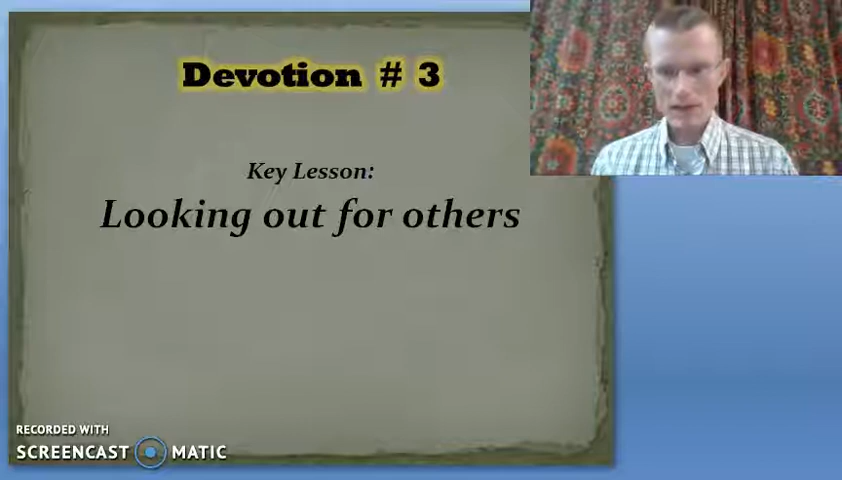 Devotion # 3
Key Lesson:
Looking out for others
RECORDED WITH
SCREENCAST MATIC